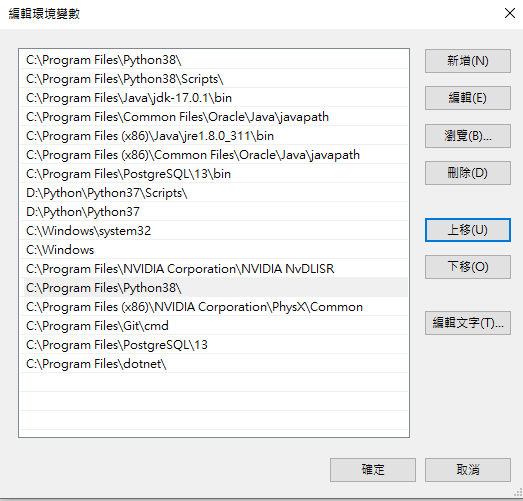 編輯環境變數
C:\Program Files\Python38\
C:\Program Files\Python38\Scripts\
C:\Program Files\Java\jdk-17.0.1\bin
C:\Program Files\Common Files\Oracle\Java\javapath
C:\Program Files (x86)\Java\jre1.8.0_311\bin
C:\Program Files (x86)\Common Files\Oracle\Java\javapath
C:\Program Files\PostgreSQL\13\bin
D:\Python\Python37\Scripts\
D:\Python\Python37
C:\Windows\system32
C:\Windows
C:\Program Files\NVIDIA Corporation\NVIDIA NvDLISR
C:\Program Files\Python38\
C:\Program Files (x86)\NVIDIA Corporation\PhysX\Common
C:\Program Files\Git\cmd
C:\Program Files\PostgreSQL\13
C:\Program Files\dotnet\
新增(N)
編輯(E)
瀏覽(B)...
刪除(D)
上移(U)
下移(O)
編輯文字(T)...
確定
取消